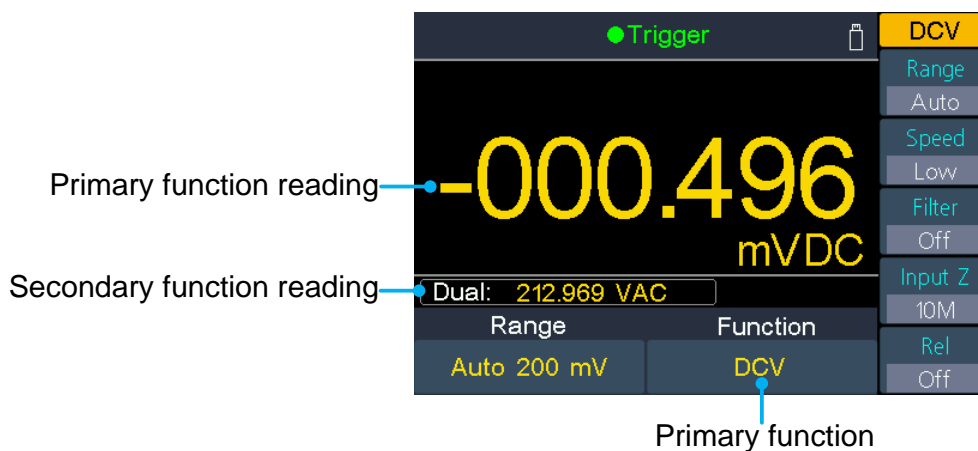 Trigger
DCV
Range
Auto
Speed
Low
Filter
Off
Input Z
10M
Rel
Off
Primary function reading
-000.496
mVDC
Secondary function reading
Dual: 212.969 VAC
Range Function
Auto 200 mV DCV
Primary function